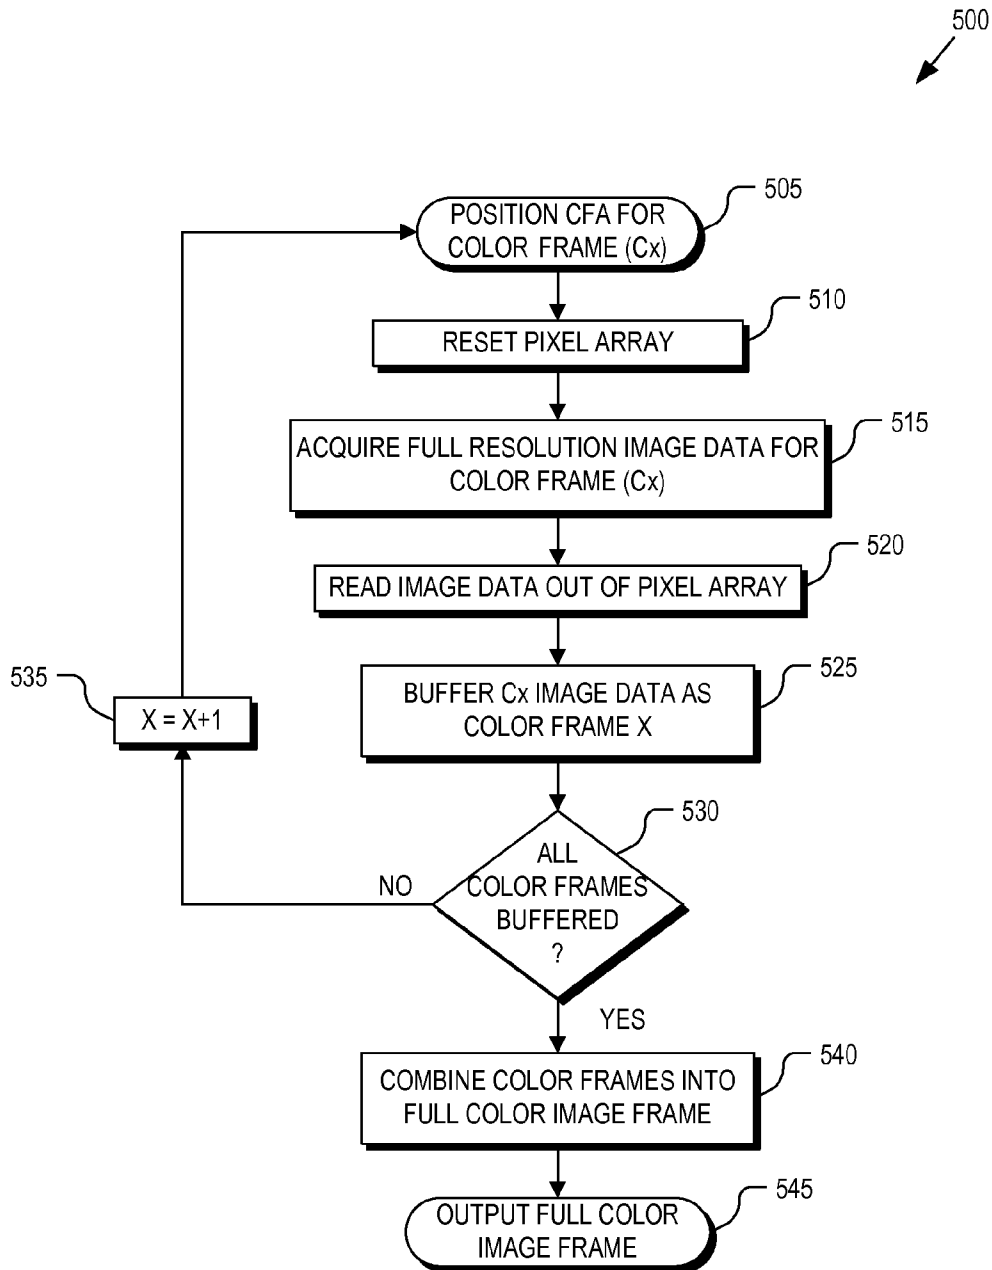 500
POSITION CFA FOR
COLOR FRAME (Cx)
505
RESET PIXEL ARRAY
510
ACQUIRE FULL RESOLUTION IMAGE DATA FOR
COLOR FRAME (Cx)
515
READ IMAGE DATA OUT OF PIXEL ARRAY
520
BUFFER Cx IMAGE DATA AS
COLOR FRAME X
525
535
X = X+1
530
ALL
COLOR FRAMES
BUFFERED
?
NO
YES
COMBINE COLOR FRAMES INTO
FULL COLOR IMAGE FRAME
540
OUTPUT FULL COLOR
IMAGE FRAME
545